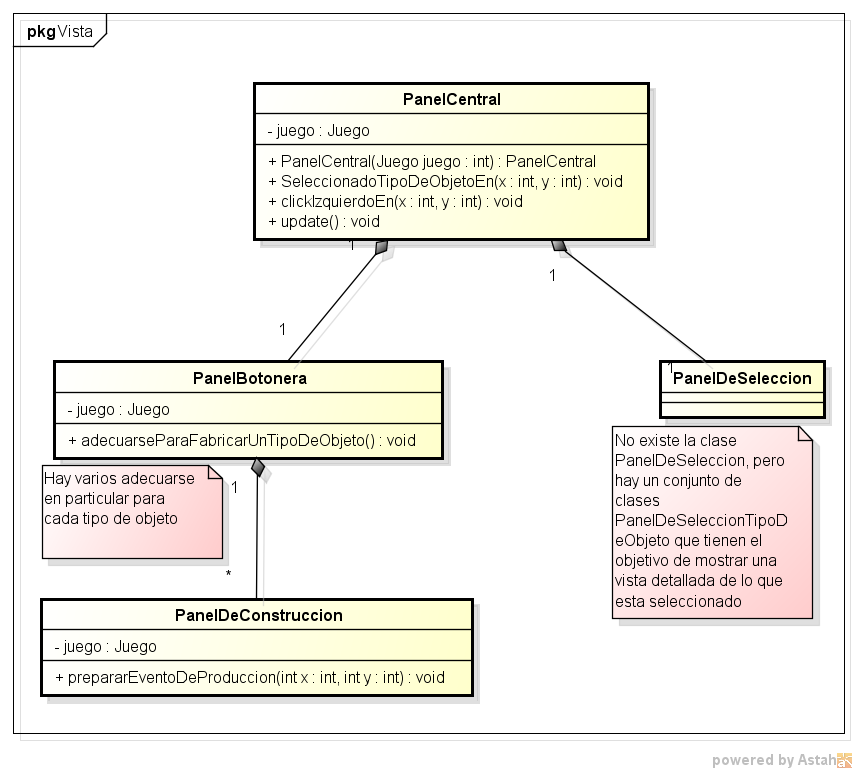 pkg Vista
PanelCentral
- juego : Juego
+ PanelCentral(Juego juego : int) : PanelCentral
+ SeleccionadoTipoDeObjetoEn(x : int, y : int) : void
+ clickIzquierdoEn(x : int, y : int) : void
+ update() : void
1
1
1
1
PanelBotonera
- juego : Juego
+ adecuarseParaFabricarUnTipoDeObjeto() : void
PanelDeSeleccion
No existe la clase
PanelDeSeleccion, pero
hay un conjunto de
clases
PanelDeSeleccionTipoD
eObjeto que tienen el
objetivo de mostrar una
vista detallada de lo que
esta seleccionado
Hay varios adecuarse
en particular para
cada tipo de objeto
1
*
PanelDeConstruccion
- juego : Juego
+ prepararEventoDeProduccion(int x : int, int y : int) : void
powered by Astah